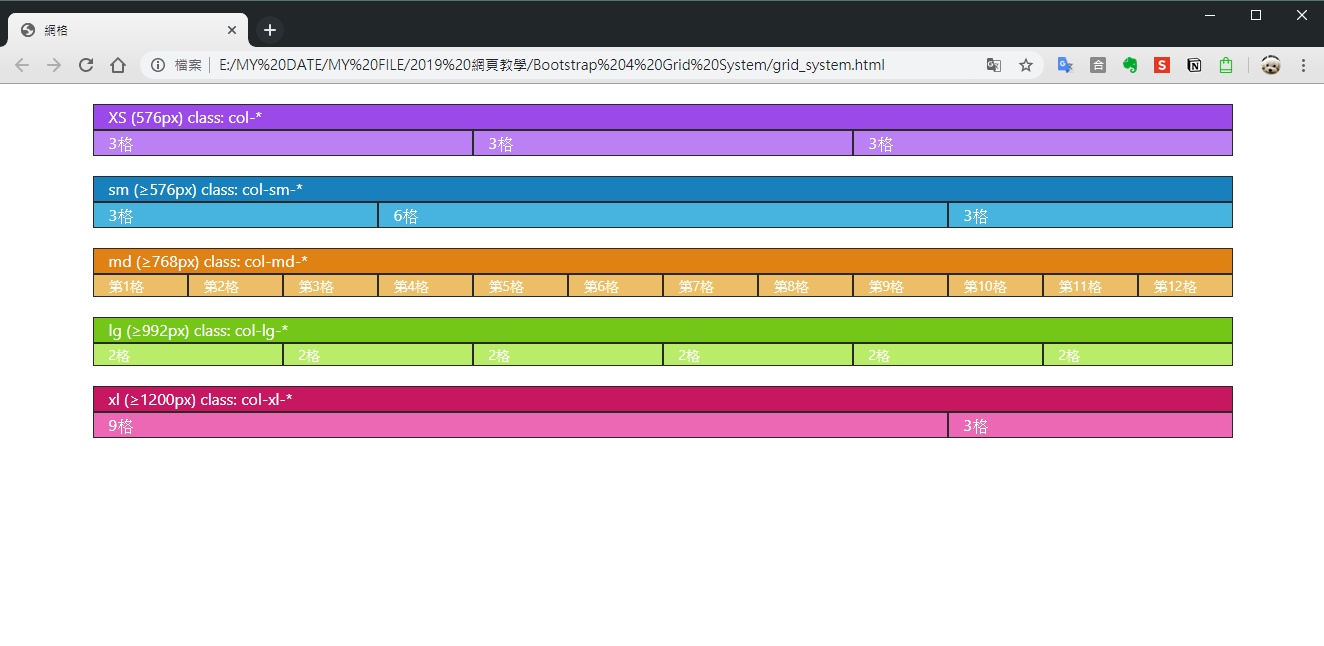 網格
檔案 E:/MY%20DATE/MY%20FILE/2019%20網頁教學/Bootstrap%204%20Grid%20System/grid_system.html
XS (576px) class: col-*
3格 3格 3格
sm (≥576px) class: col-sm-*
3格 6格 3格
md (≥768px) class: col-md-*
第1格 第2格 第3格 第4格 第5格 第6格 第7格 第8格 第9格 第10格 第11格 第12格
lg (≥992px) class: col-lg-*
2格 2格 2格 2格 2格 2格
xl (≥1200px) class: col-xl-*
9格 3格